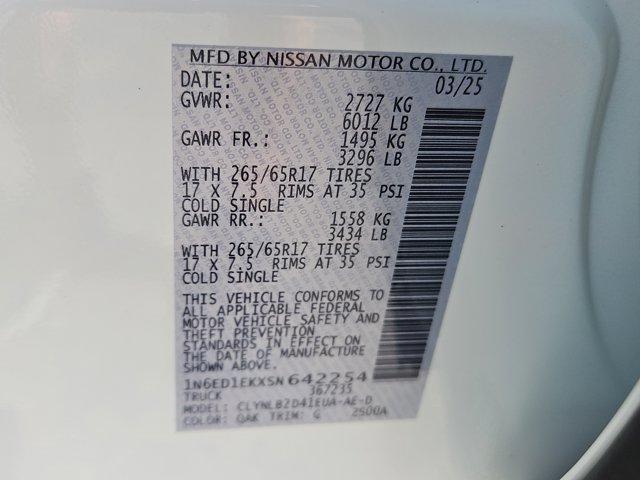 MFD BY NISSAN MOTOR CO., LTD.
DATE: 03/25
GVWR: 2727 KG
6012 LB
GAWR FR.: 1495 KG
3296 LB
WITH 265/65R17 TIRES
17 X 7.5 RIMS AT 35 PSI
COLD SINGLE
GAWR RR.: 1558 KG
3434 LB
WITH 265/65R17 TIRES
17 X 7.5 RIMS AT 35 PSI
COLD SINGLE
THIS VEHICLE CONFORMS TO
ALL APPLICABLE FEDERAL
MOTOR VEHICLE SAFETY AND
THEFT PREVENTION
STANDARDS IN EFFECT ON
THE DATE OF MANUFACTURE
SHOWN ABOVE.
1N6ED1EKXSN642254
TRUCK 367235
MODEL: CLYNLB2D41EUA-AE-D
COLOR: QAK TRIM: G 2500A